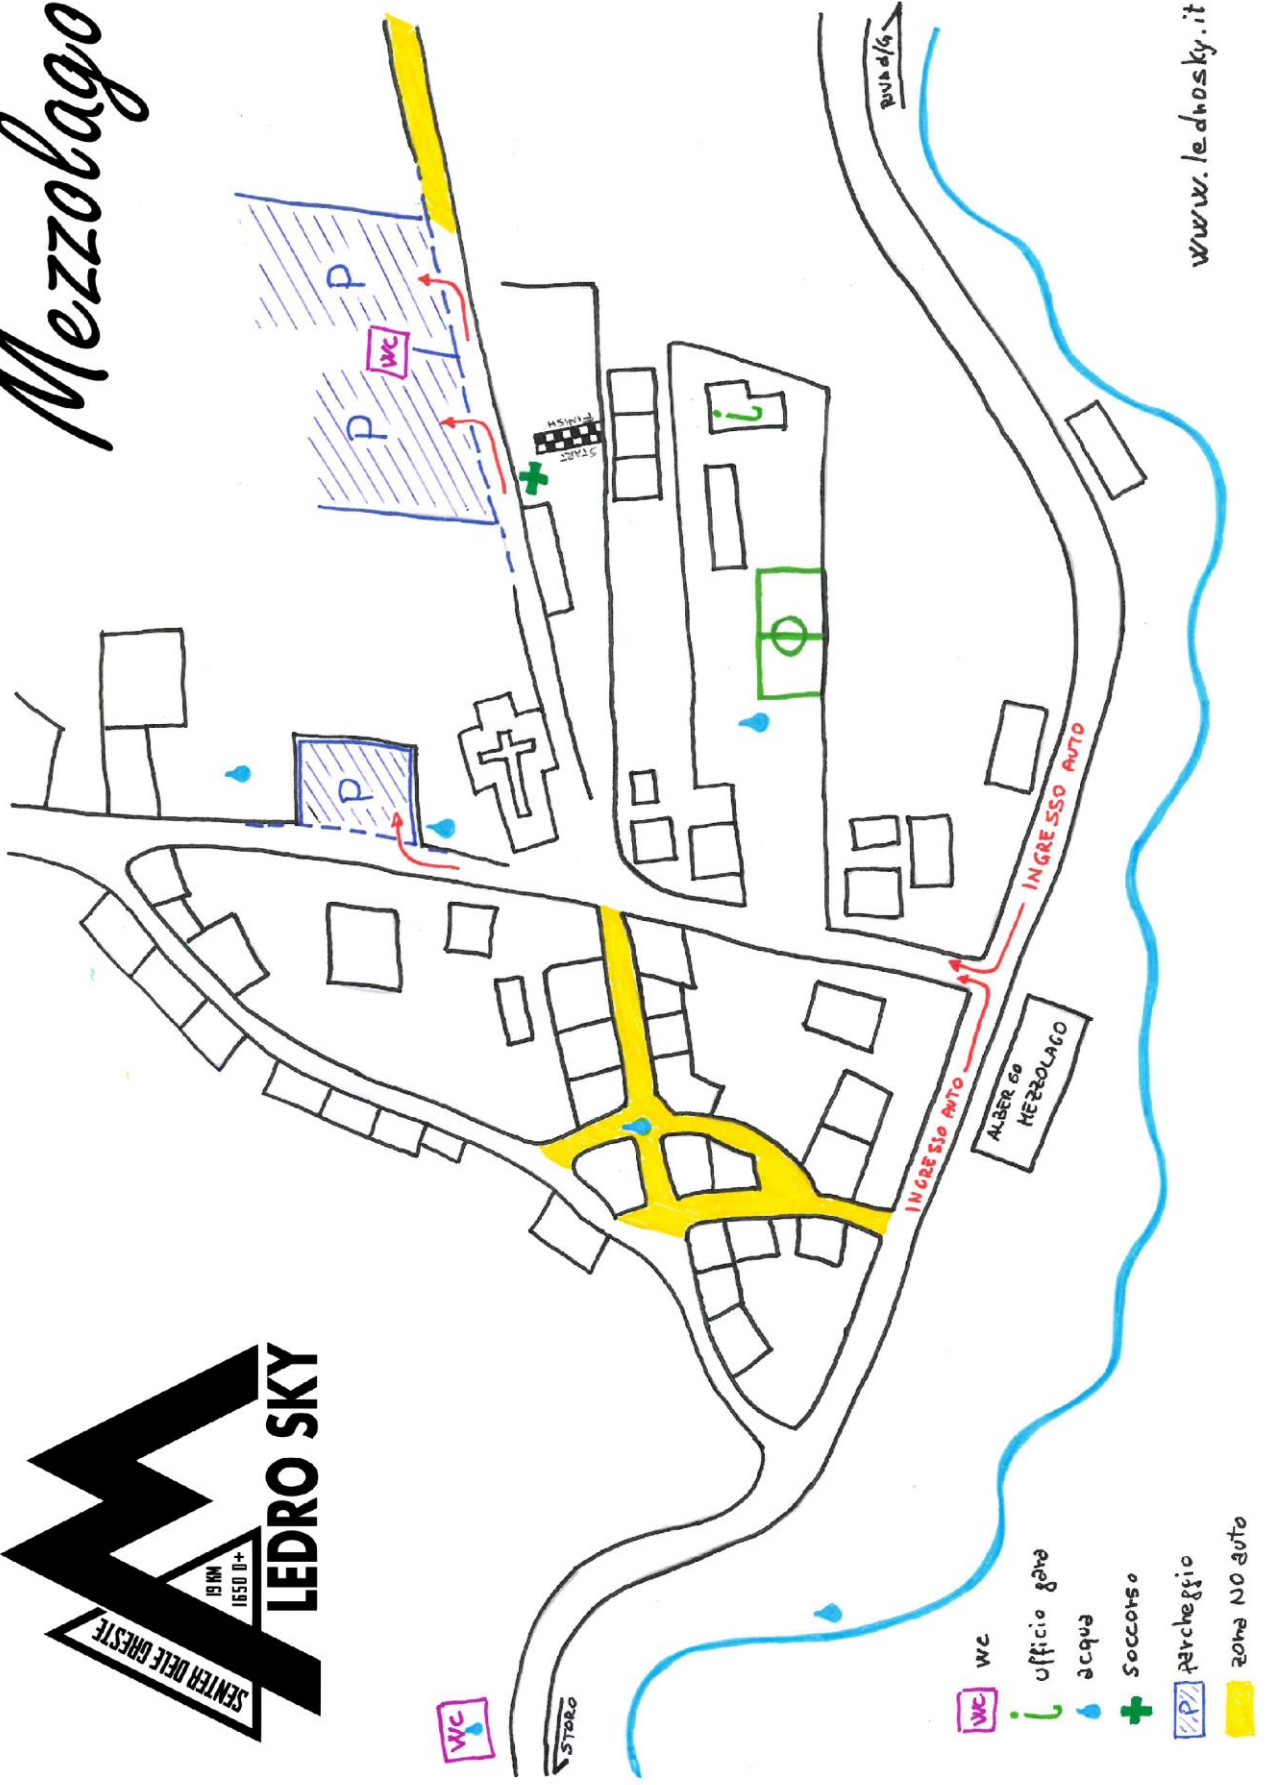 Mezzolago
SENTER DELE GRESTE
19 KM
1650 D+
LEDRO SKY
P
P
P
WC
WC
START
FINISH
i
STORO
INGRESSO AUTO
INGRESSO AUTO
ALBERGO
MEZZOLAGO
RIVA d/G
WC wc
i ufficio gara
acqua
soccorso
P parcheggio
zona NO auto
www.ledrosky.it